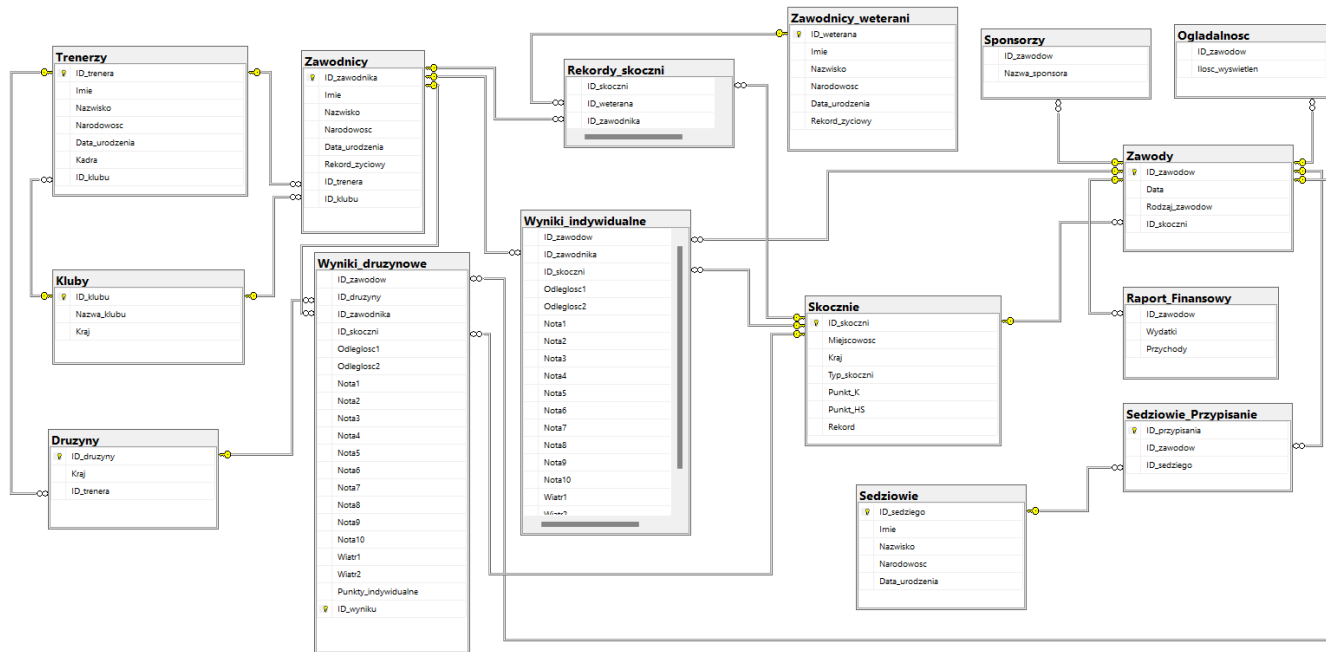 Trenerzy
ID_trenera
Imie
Nazwisko
Narodowosc
Data_urodzenia
Kadra
ID_klubu
Zawodnicy
ID_zawodnika
Imie
Nazwisko
Narodowosc
Data_urodzenia
Rekord_zyciowy
ID_trenera
ID_klubu
Rekordy_skoczni
ID_skoczni
ID_weterana
ID_zawodnika
Zawodnicy_weterani
ID_weterana
Imie
Nazwisko
Narodowosc
Data_urodzenia
Rekord_zyciowy
Sponsorzy
ID_zawodow
Nazwa_sponsora
Ogladalnosc
ID_zawodow
Ilosc_wyswietlen
Zawody
ID_zawodow
Data
Rodzaj_zawodow
ID_skoczni
Kluby
ID_klubu
Nazwa_klubu
Kraj
Wyniki_druzynowe
ID_zawodow
ID_druzyny
ID_zawodnika
ID_skoczni
Odleglosc1
Odleglosc2
Nota1
Nota2
Nota3
Nota4
Nota5
Nota6
Nota7
Nota8
Nota9
Nota10
Wiatr1
Wiatr2
Punkty_indywidualne
ID_wyniku
Wyniki_indywidualne
ID_zawodow
ID_zawodnika
ID_skoczni
Odleglosc1
Odleglosc2
Nota1
Nota2
Nota3
Nota4
Nota5
Nota6
Nota7
Nota8
Nota9
Nota10
Wiatr1
Wiatr2
Skocznie
ID_skoczni
Miejscowosc
Kraj
Typ_skoczni
Punkt_K
Punkt_HS
Rekord
Raport_Finansowy
ID_zawodow
Wydatki
Przychody
Druzyny
ID_druzyny
Kraj
ID_trenera
Sedziowie_Przypisanie
ID_przypisania
ID_zawodow
ID_sedziego
Sedziowie
ID_sedziego
Imie
Nazwisko
Narodowosc
Data_urodzenia